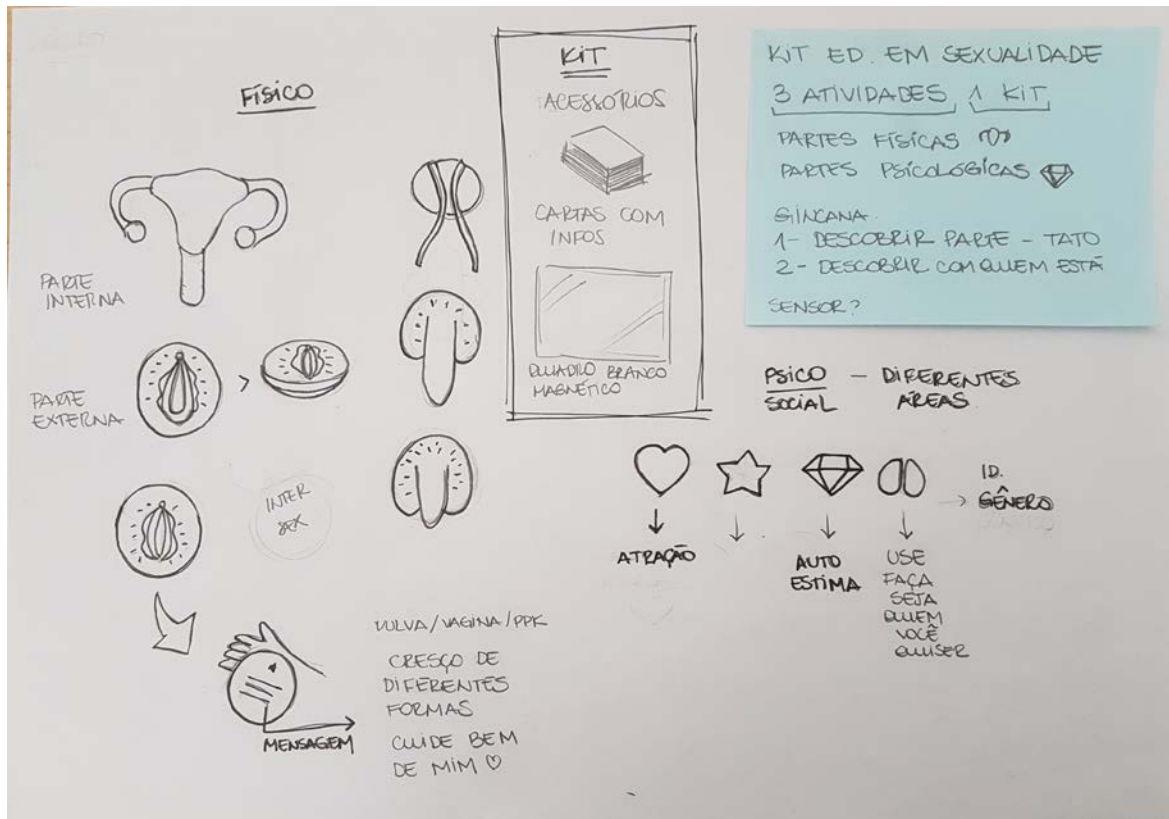 FÍSICO
PARTE
INTERNA
PARTE
EXTERNA
INTER
SEX
MENSAGEM
VULVA/VAGINA/PPK
CRESÇO DE
DIFERENTES
FORMAS
CUIDE BEM
DE MIM ♡
KIT
ACESSÓRIOS
CARTAS COM
INFOS
QUADRO BRANCO
MAGNÉTICO
KIT ED. EM SEXUALIDADE
3 ATIVIDADES, 1 KIT
PARTES FÍSICAS
PARTES PSICOLÓGICAS
GINCANA
1- DESCOBRIR PARTE - TATO
2- DESCOBRIR COM QUEM ESTÁ
SENSOR?
PSICO — DIFERENTES
SOCIAL ÁREAS
ATRAÇÃO
AUTO
ESTIMA
USE
FAÇA
SEJA
QUEM
VOCÊ
QUISER
ID.
GÊNERO